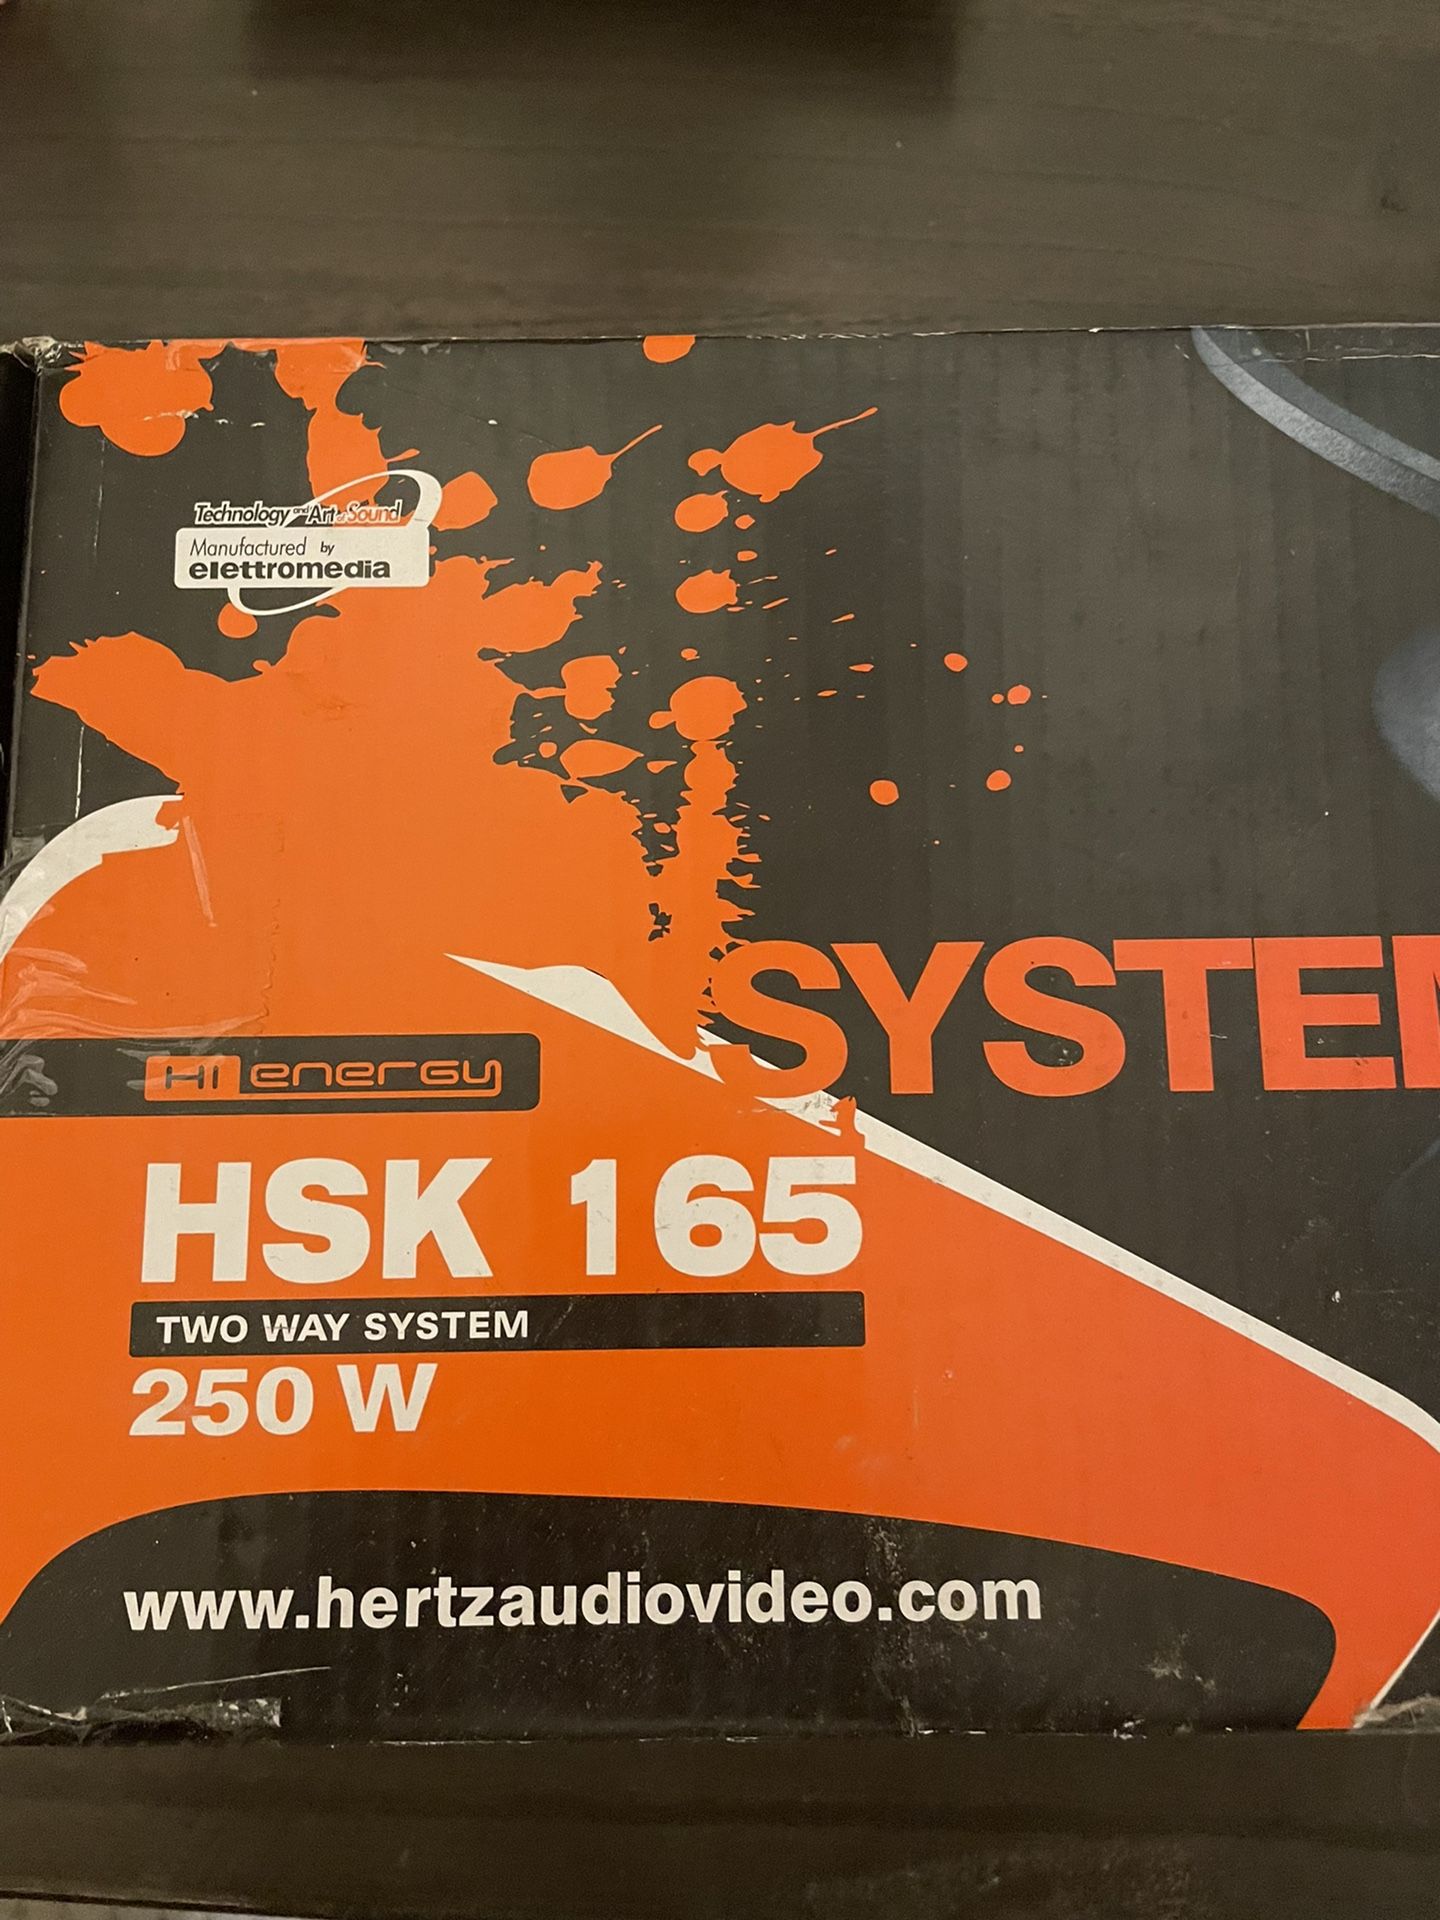 Technology and Art of Sound
Manufactured by
elettromedia
SYSTEM
HI energy
HSK 165
TWO WAY SYSTEM
250 W
www.hertzaudiovideo.com